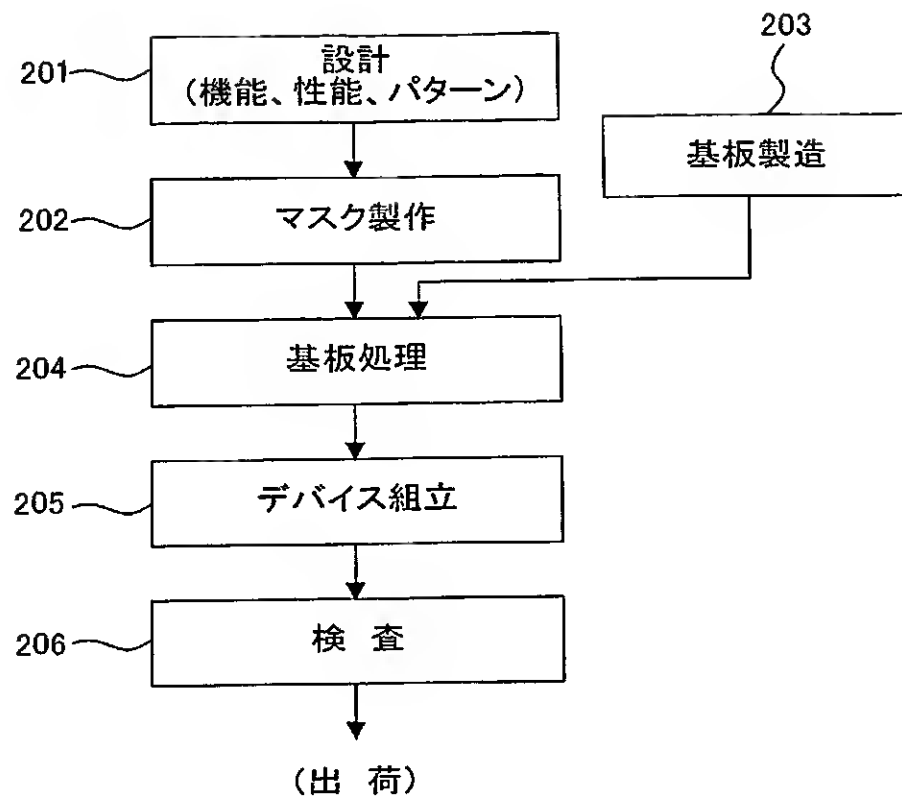 203
201
設計
(機能、性能、パターン)
基板製造
202
マスク製作
204
基板処理
205
デバイス組立
206
検 査
(出 荷)